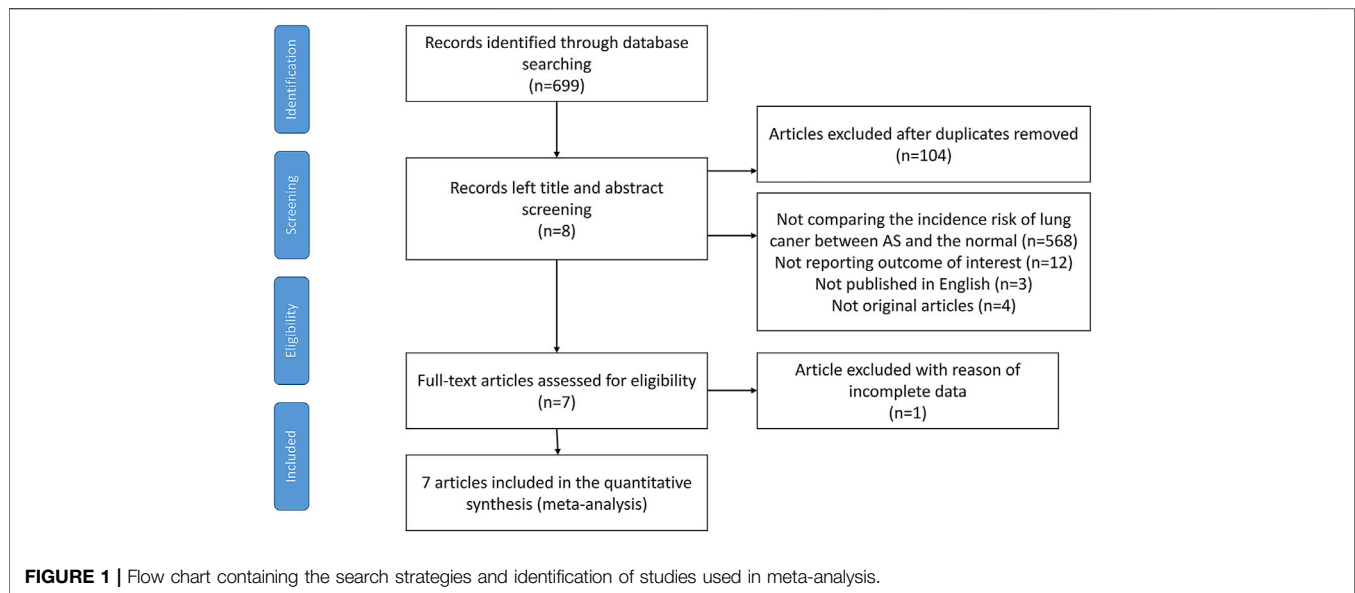 Identification
Screening
Eligibility
Included
Records identified through database
searching
(n=699)
Articles excluded after duplicates removed
(n=104)
Records left title and abstract
screening
(n=8)
Not comparing the incidence risk of lung
caner between AS and the normal (n=568)
Not reporting outcome of interest (n=12)
Not published in English (n=3)
Not original articles (n=4)
Full-text articles assessed for eligibility
(n=7)
Article excluded with reason of
incomplete data
(n=1)
7 articles included in the quantitative
synthesis (meta-analysis)
FIGURE 1 | Flow chart containing the search strategies and identification of studies used in meta-analysis.